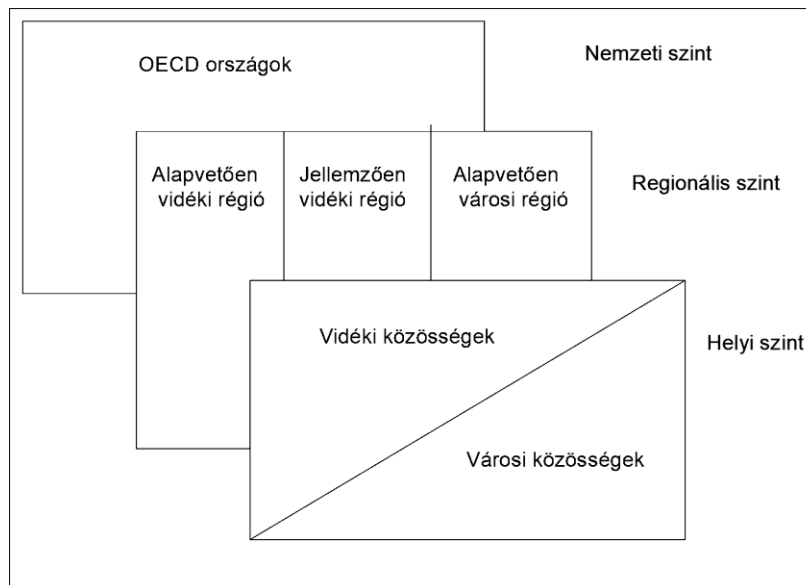 OECD országok
Nemzeti szint
Alapvetően
vidéki régió
Jellemzően
vidéki régió
Alapvetően
városi régió
Regionális szint
Vidéki közösségek
Helyi szint
Városi közösségek